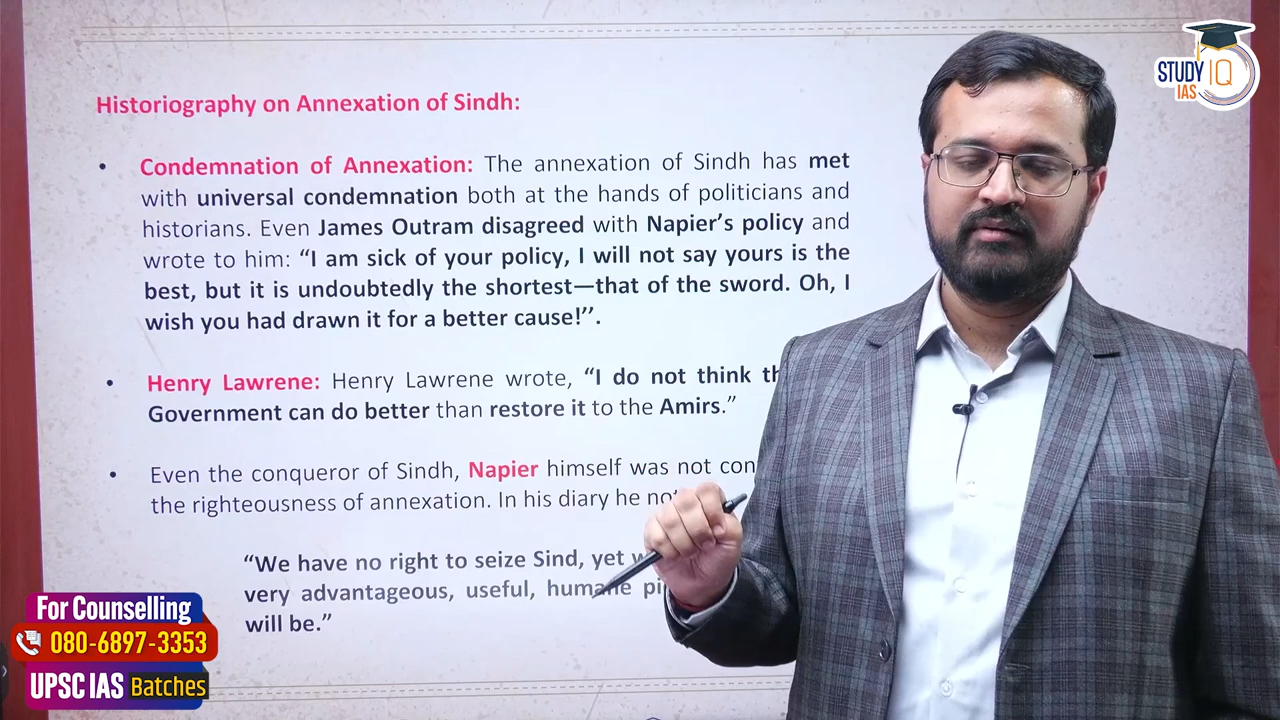 Historiography on Annexation of Sindh:
• Condemnation of Annexation: The annexation of Sindh has met
with universal condemnation both at the hands of politicians and
historians. Even James Outram disagreed with Napier’s policy and
wrote to him: “I am sick of your policy, I will not say yours is the
best, but it is undoubtedly the shortest—that of the sword. Oh, I
wish you had drawn it for a better cause!’’.
• Henry Lawrene: Henry Lawrene wrote, “I do not think
Government can do better than restore it to the Amirs.”
• Even the conqueror of Sindh, Napier himself was not
the righteousness of annexation. In his diary he
“We have no right to seize Sind, yet
very advantageous, useful, humane
will be.”
STUDY IQ
IAS
For Counselling
080-6897-3353
UPSC IAS Batches